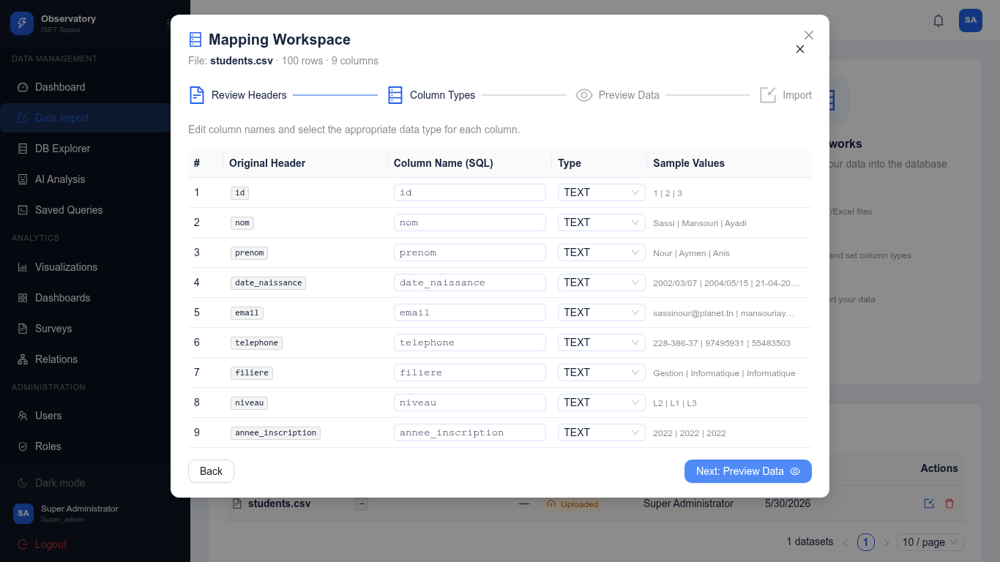 Observatory
ISET Tozeur
DATA MANAGEMENT
Dashboard
Data Import
DB Explorer
AI Analysis
Saved Queries
ANALYTICS
Visualizations
Dashboards
Surveys
Relations
ADMINISTRATION
Users
Roles
Dark mode
SA
Super Administrator
Super_admin
Logout
SA
Mapping Workspace
File: students.csv · 100 rows · 9 columns
Review Headers
Column Types
Preview Data
Import
Edit column names and select the appropriate data type for each column.
# Original Header Column Name (SQL) Type Sample Values
1 id id TEXT 1 | 2 | 3
2 nom nom TEXT Sassi | Mansouri | Ayadi
3 prenom prenom TEXT Nour | Aymen | Anis
4 date_naissance date_naissance TEXT 2002/03/07 | 2004/05/15 | 21-04-20...
5 email email TEXT sassinour@planet.tn | mansouriay...
6 telephone telephone TEXT 228-386-37 | 97495931 | 55483503
7 filiere filiere TEXT Gestion | Informatique | Informatique
8 niveau niveau TEXT L2 | L1 | L3
9 annee_inscription annee_inscription TEXT 2022 | 2022 | 2022
Back
Next: Preview Data
works
our data into the database
/Excel files
and set column types
ort your data
Actions
students.csv — — Uploaded Super Administrator 5/30/2026
1 datasets 1 10 / page